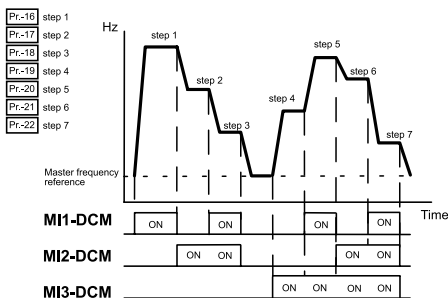 Pr.-16 step 1
Pr.-17 step 2
Pr.-18 step 3
Pr.-19 step 4
Pr.-20 step 5
Pr.-21 step 6
Pr.-22 step 7
Hz
step 1
step 2
step 3
step 4
step 5
step 6
step 7
Master frequency
reference
Time
MI1-DCM ON ON ON ON
MI2-DCM ON ON ON ON
MI3-DCM ON ON ON ON